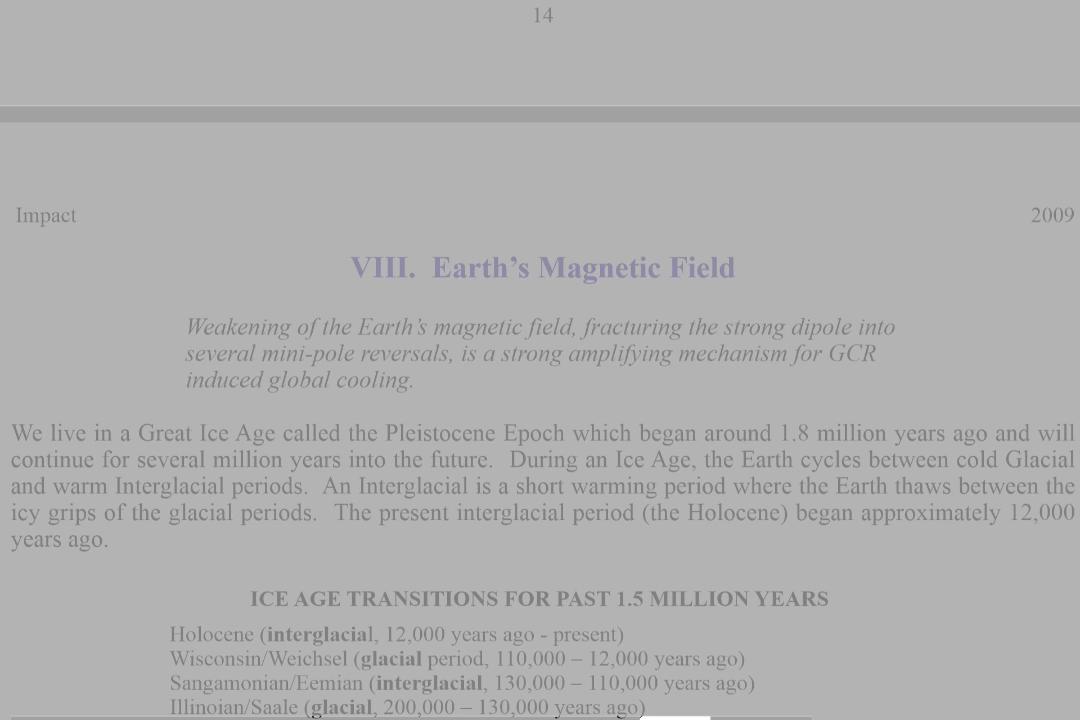 14
Impact 2009
VIII. Earth's Magnetic Field
Weakening of the Earth's magnetic field, fracturing the strong dipole into
several mini-pole reversals, is a strong amplifying mechanism for GCR
induced global cooling.
We live in a Great Ice Age called the Pleistocene Epoch which began around 1.8 million years ago and will
continue for several million years into the future. During an Ice Age, the Earth cycles between cold Glacial
and warm Interglacial periods. An Interglacial is a short warming period where the Earth thaws between the
icy grips of the glacial periods. The present interglacial period (the Holocene) began approximately 12,000
years ago.
ICE AGE TRANSITIONS FOR PAST 1.5 MILLION YEARS
Holocene (interglacial, 12,000 years ago - present)
Wisconsin/Weichsel (glacial period, 110,000 – 12,000 years ago)
Sangamonian/Eemian (interglacial, 130,000 – 110,000 years ago)
Illinoian/Saale (glacial, 200,000 – 130,000 years ago)